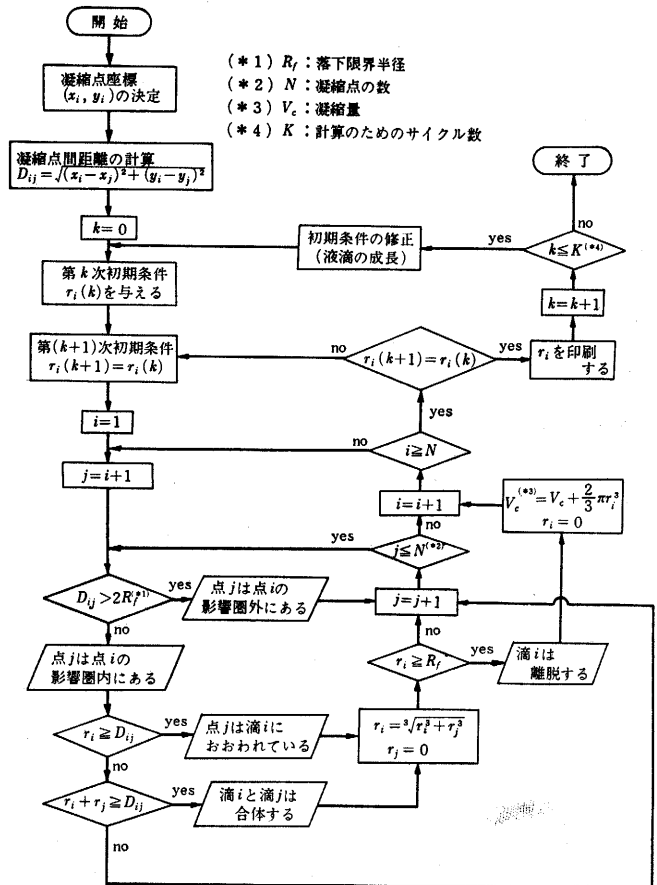 開始
凝縮点座標
(xᵢ, yᵢ)の決定
凝縮点間距離の計算
Dᵢⱼ=√(xᵢ−xⱼ)²+(yᵢ−yⱼ)²
(*1) R_f：落下限界半径
(*2) N：凝縮点の数
(*3) V_c：凝縮量
(*4) K：計算のためのサイクル数
終了
k=0
初期条件の修正
(液滴の成長)
yes
k≦K(*4)
no
k=k+1
第k次初期条件
rᵢ(k)を与える
第(k+1)次初期条件
rᵢ(k+1)=rᵢ(k)
no
rᵢ(k+1)=rᵢ(k)
yes
rᵢを印刷
する
yes
i=1
no
i≧N
j=i+1
i=i+1
V_c(*3)=V_c+2/3πrᵢ³
rᵢ=0
no
yes
j≦N(*2)
Dᵢⱼ>2R_f(*1)
yes
点jは点iの
影響圏外にある
j=j+1
no
no
点jは点iの
影響圏内にある
rᵢ≧R_f
yes
滴iは
離脱する
rᵢ≧Dᵢⱼ
yes
点jは滴iに
おおわれている
rᵢ=³√rᵢ³+rⱼ³
rⱼ=0
no
rᵢ+rⱼ≧Dᵢⱼ
yes
滴iと滴jは
合体する
no